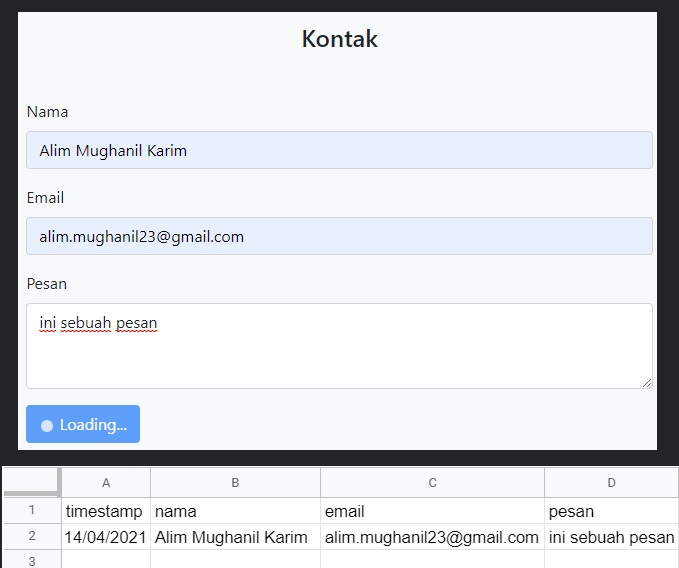 Kontak
Nama
Alim Mughanil Karim
Email
alim.mughanil23@gmail.com
Pesan
ini sebuah pesan
Loading...
A B C D
1 timestamp nama email pesan
2 14/04/2021 Alim Mughanil Karim alim.mughanil23@gmail.com ini sebuah pesan
3